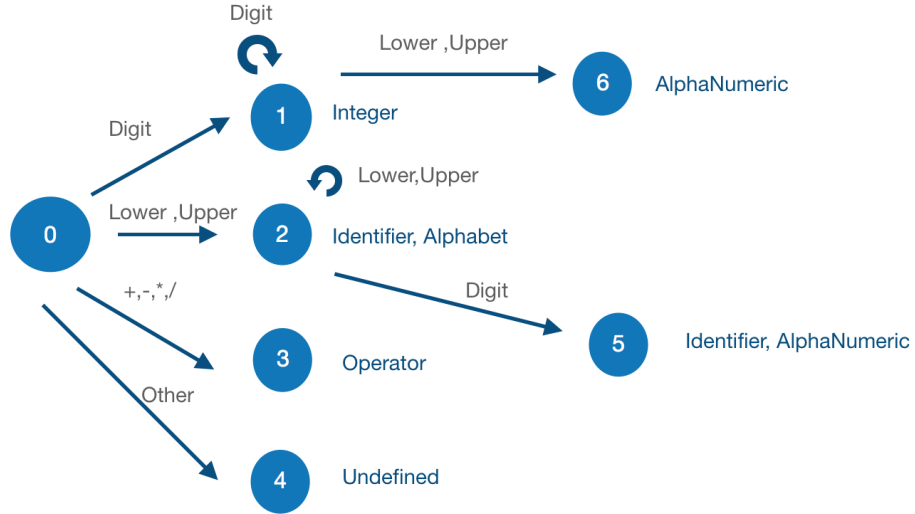 Digit
Lower ,Upper
6
AlphaNumeric
1
Integer
Digit
Lower,Upper
Lower ,Upper
0
2
Identifier, Alphabet
+,-,*,/
Digit
5
Identifier, AlphaNumeric
3
Operator
Other
4
Undefined